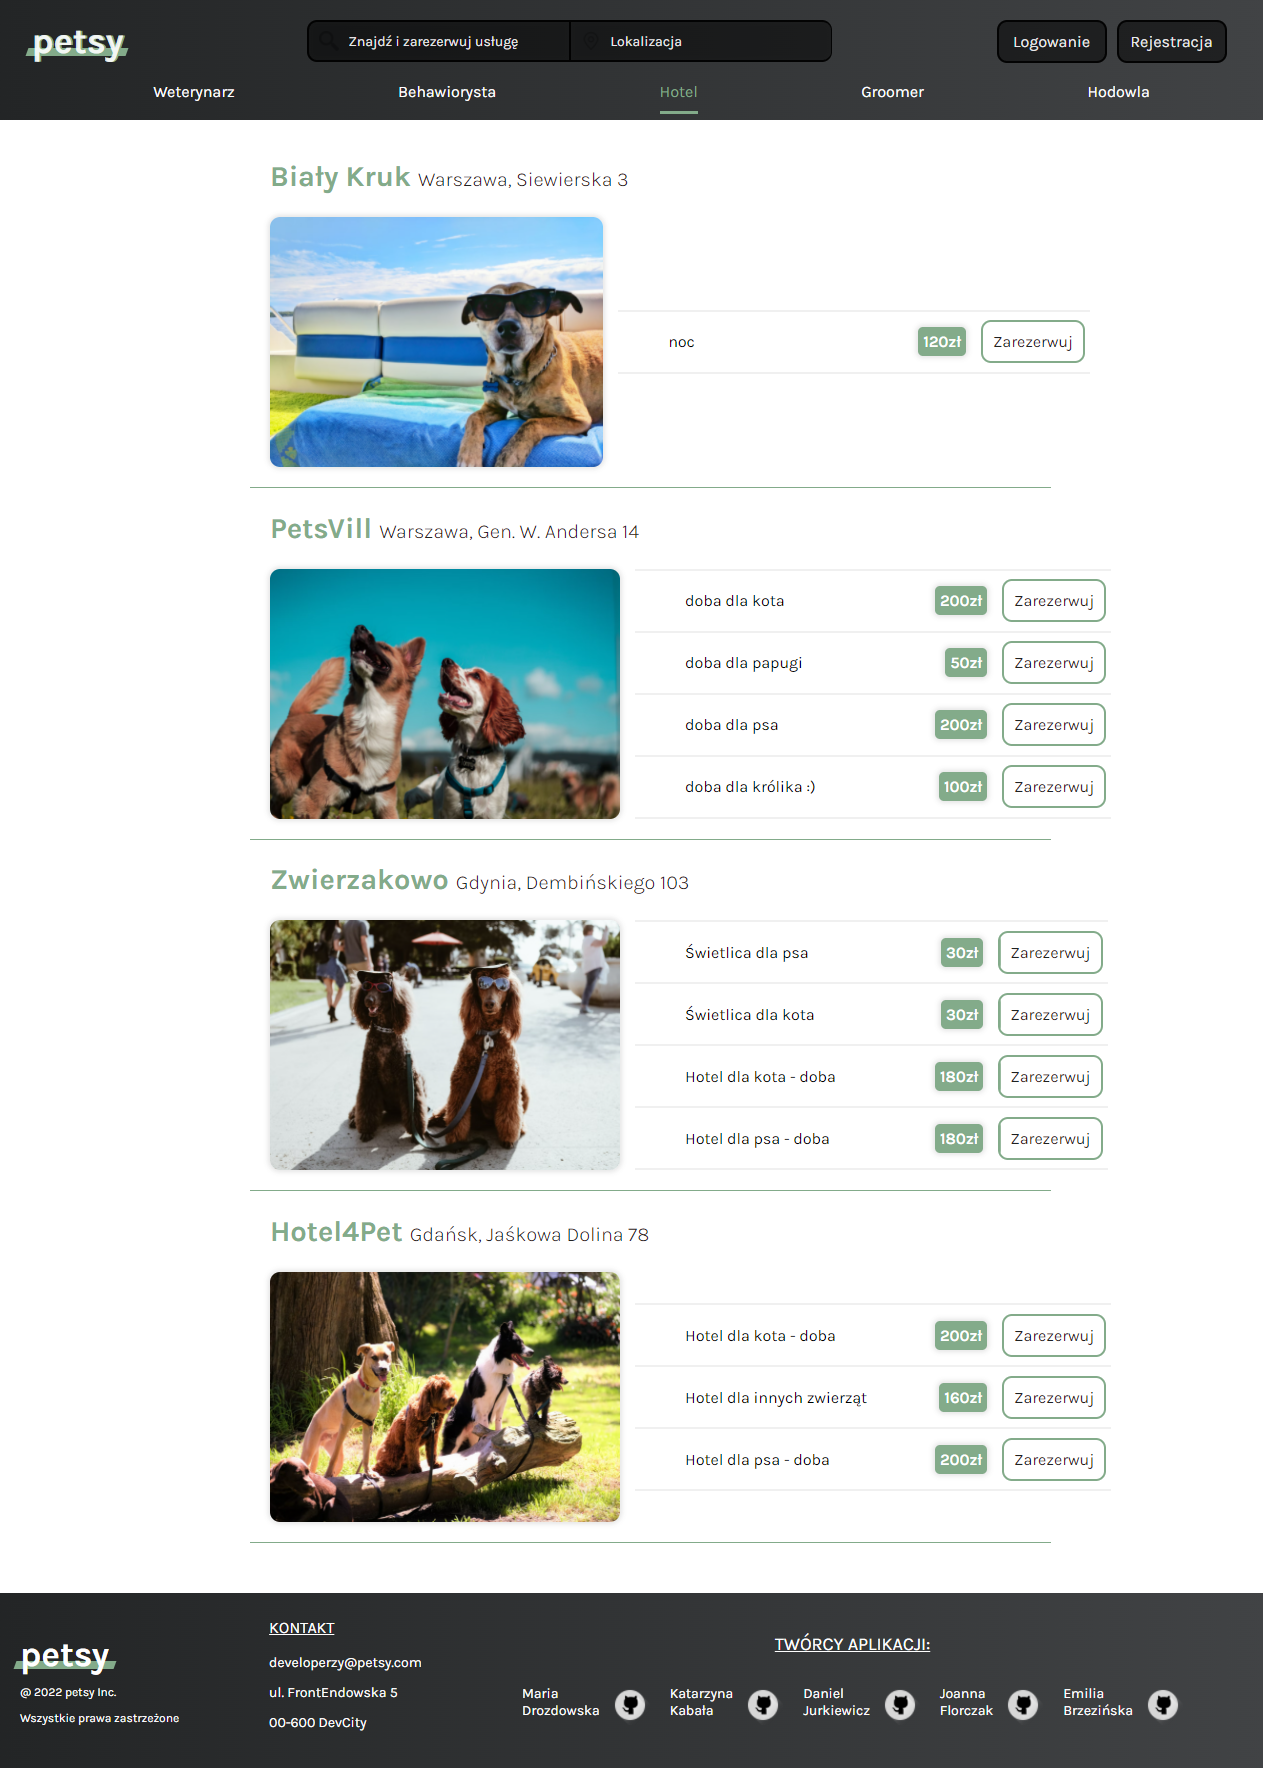 petsy
Znajdź i zarezerwuj usługę
Lokalizacja
Logowanie
Rejestracja
Weterynarz
Behawiorysta
Hotel
Groomer
Hodowla
Biały Kruk Warszawa, Siewierska 3
noc 120zł Zarezerwuj
PetsVill Warszawa, Gen. W. Andersa 14
doba dla kota 200zł Zarezerwuj
doba dla papugi 50zł Zarezerwuj
doba dla psa 200zł Zarezerwuj
doba dla królika :) 100zł Zarezerwuj
Zwierzakowo Gdynia, Dembińskiego 103
Świetlica dla psa 30zł Zarezerwuj
Świetlica dla kota 30zł Zarezerwuj
Hotel dla kota - doba 180zł Zarezerwuj
Hotel dla psa - doba 180zł Zarezerwuj
Hotel4Pet Gdańsk, Jaśkowa Dolina 78
Hotel dla kota - doba 200zł Zarezerwuj
Hotel dla innych zwierząt 160zł Zarezerwuj
Hotel dla psa - doba 200zł Zarezerwuj
petsy
@ 2022 petsy Inc.
Wszystkie prawa zastrzeżone
KONTAKT
developerzy@petsy.com
ul. FrontEndowska 5
00-600 DevCity
TWÓRCY APLIKACJI:
Maria
Drozdowska
Katarzyna
Kabała
Daniel
Jurkiewicz
Joanna
Florczak
Emilia
Brzezińska